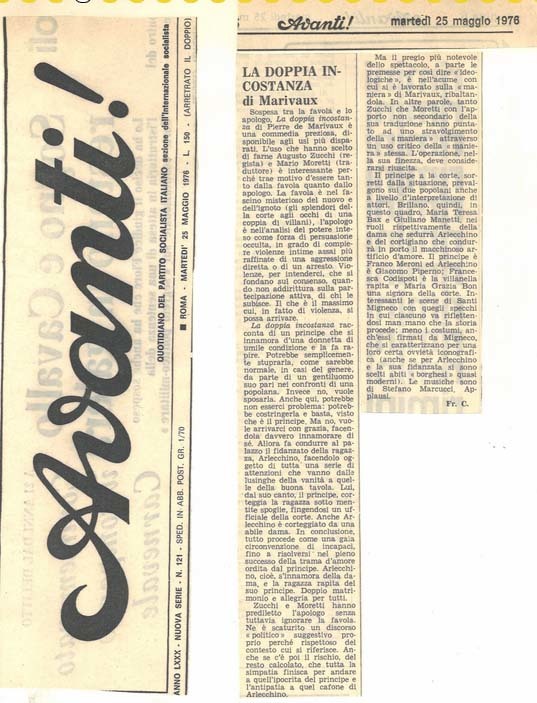 Avanti!
QUOTIDIANO DEL PARTITO SOCIALISTA ITALIANO sezione dell'internazionale socialista
ANNO LXXX - NUOVA SERIE - N. 121 - SPED. IN ABB. POST. GR. 1/70 ■ ROMA - MARTEDI' 25 MAGGIO 1976 - L. 150 - (ARRETRATO IL DOPPIO)
Avanti!
martedì 25 maggio 1976
LA DOPPIA IN-
COSTANZA
di Marivaux
Sospesa tra la favola e lo
apologo, La doppia incostan-
za di Pierre de Marivaux è
una commedia preziosa, di-
sponibile agli usi più dispa-
rati. L'uso che hanno scelto
di farne Augusto Zucchi (re-
gista) e Mario Moretti (tra-
duttore) è interessante per-
ché trae motivo d'essere tan-
to dalla favola quanto dallo
apologo. La favola è nel fa-
scino misterioso del nuovo e
dell'ignoto (gli splendori del-
la corte agli occhi di una
coppia di villani), l'apologo
è nell'analisi del potere inte-
so come forza di persuasione
occulta, in grado di compie-
re violenze intime assai più
raffinate di una aggressione
diretta o di un arresto. Vio-
lenze, per intenderci, che si
fondano sul consenso, quan-
do non addirittura sulla par-
tecipazione attiva, di chi le
subisce. Il che è il massimo
cui, in fatto di violenza, si
possa arrivare.
La doppia incostanza rac-
conta di un principe che si
innamora d'una donnetta di
umile condizione e la fa ra-
pire. Potrebbe semplicemen-
te stuprarla, come sarebbe
normale, in casi del genere,
da parte di un gentiluomo
suo pari nei confronti di una
popolana. Invece no, vuole
sposarla. Anche qui, potrebbe
non esserci problema: potreb-
be costringerla e basta, visto
che è il principe. Ma no, vuo-
le arrivarci con grazia, facen-
dola davvero innamorare di
sé. Allora fa condurre al pa-
lazzo il fidanzato della ragaz-
za, Arlecchino, facendolo og-
getto di tutta una serie di
attenzioni che vanno dalla
lusinghe della vanità a quel-
le della buona tavola. Lui,
dal suo canto, il principe, cor-
teggia la ragazza sotto men-
tite spoglie, fingendosi un uf-
ficiale della corte. Anche Ar-
lecchino è corteggiato da una
abile dama. In conclusione,
tutto procede come una gaia
circonvenzione di incapaci,
fino a risolversi nel pieno
successo della trama d'amore
ordita dal principe. Arlecchi-
no, cioè, s'innamora della da-
ma, e la ragazza rapita del
suo principe. Doppio matri-
monio e allegria per tutti.
Zucchi e Moretti hanno
prediletto l'apologo senza
tuttavia ignorare la favola.
Ne è scaturito un discorso
« politico » suggestivo pro-
prio perché rispettoso del
contesto cui si riferisce. An-
che se c'è poi il rischio, del
resto calcolato, che tutta la
simpatia finisca per andare
a quell'ipocrita del principe e
l'antipatia a quel cafone di
Arlecchino.
Ma il pregio più notevole
dello spettacolo, a parte le
premesse per così dire « ideo-
logiche », è nell'acume con
cui si è lavorato sulla « ma-
niera » di Marivaux, ribaltan-
dola. In altre parole, tanto
Zucchi che Moretti con l'ap-
porto non secondario della
sua traduzione hanno punta-
to ad uno stravolgimento
della « maniera » attraverso
un uso critico della « manie-
ra » stessa. L'operazione, nel-
la sua finezza, deve conside-
rarsi riuscita.
Il principe a la corte, sor-
retti dalla situazione, preval-
gono sui due popolani anche
a livello d'interpretazione di
attori. Brillano, quindi, in
questo quadro, Maria Teresa
Bax e Giuliano Manetti, nei
ruoli rispettivamente della
dama che sedurrà Arlecchino
e del cortigiano che condur-
rà in porto il macchinoso ar-
tificio d'amore. Il principe è
Franco Meroni ed Arlecchino
è Giacomo Piperno; France-
sca Codispoti è la villanella
rapita e Maria Grazia Bon
una signora della corte. Inte-
ressanti le scene di Santi
Migneco con quegli specchi
in cui ciascuno va rifletten-
dosi man mano che la storia
procede; meno i costumi, an-
ch'essi firmati da Migneco,
che si caratterizzano per una
loro certa ovvietà iconografi-
ca (anche se per Arlecchino
e la sua fidanzata si sono
scelti abiti « borghesi » quasi
moderni). Le musiche sono
di Stefano Marcucci. Ap-
plausi.
Fr. C.